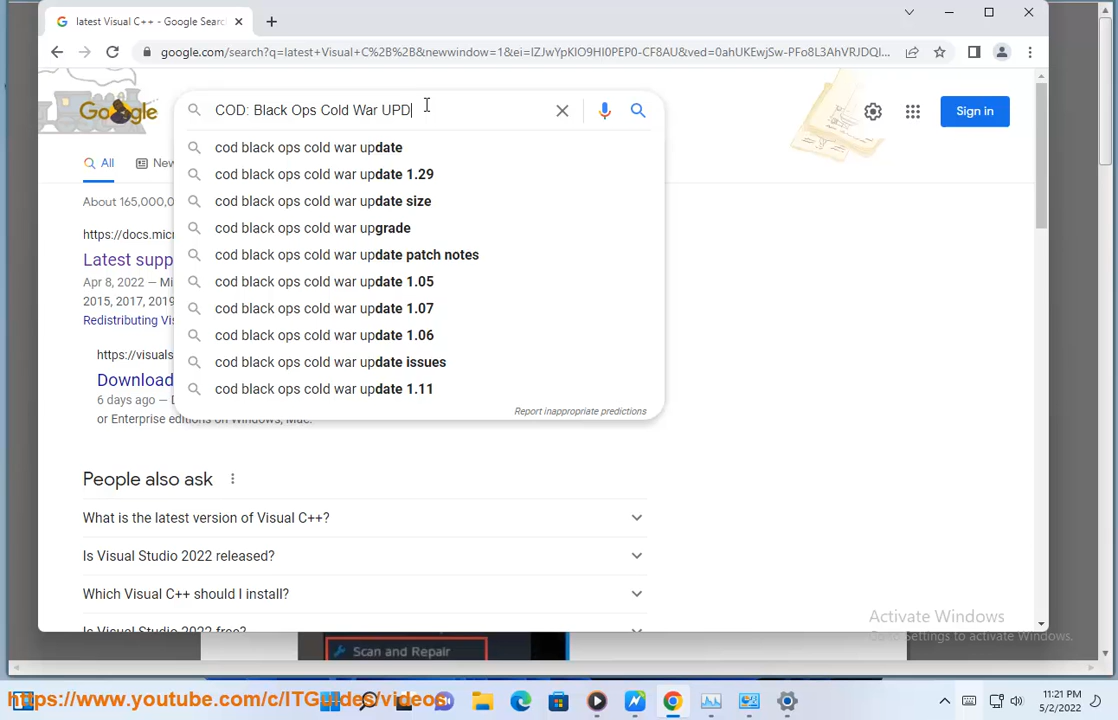 latest Visual C++ - Google Searc
google.com/search?q=latest+Visual+C%2B%2B&newwindow=1&ei=IZJwYpKIO9HI0PEP0-CF8AU&ved=0ahUKEwjSw-PFo8L3AhVRJDQI...
Google
COD: Black Ops Cold War UPD
Sign in
All
New
cod black ops cold war update
cod black ops cold war update 1.29
cod black ops cold war update size
cod black ops cold war upgrade
cod black ops cold war update patch notes
cod black ops cold war update 1.05
cod black ops cold war update 1.07
cod black ops cold war update 1.06
cod black ops cold war update issues
cod black ops cold war update 1.11
Report inappropriate predictions
About 165,000,0
https://docs.micr
Latest supp
Apr 8, 2022 — Mi
2015, 2017, 2019
Redistributing Vis
https://visuals
Download
6 days ago —
or Enterprise editions on Windows, Mac.
People also ask
What is the latest version of Visual C++?
Is Visual Studio 2022 released?
Which Visual C++ should I install?
Is Visual Studio 2022 free?
Activate Windows
Go to Settings to activate Windows.
Scan and Repair
https://www.youtube.com/c/ITGuides/videos
11:21 PM
5/2/2022